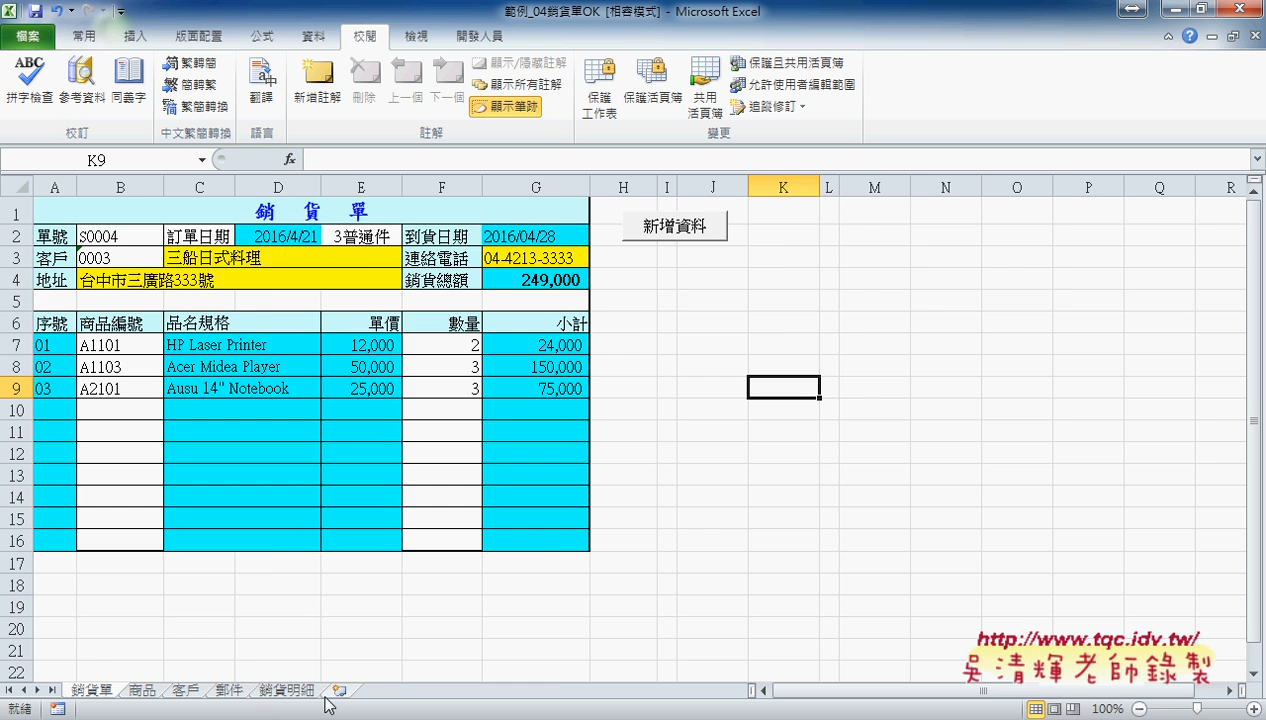 範例_04銷貨單OK [相容模式] - Microsoft Excel
檔案 常用 插入 版面配置 公式 資料 校閱 檢視 開發人員
ABC 繁轉簡 顯示/隱藏註解 保護且共用活頁簿
簡轉繁 顯示所有註解 允許使用者編輯範圍
拼字檢查 參考資料 同義字 繁簡轉換 翻譯 新增註解 刪除 上一個 下一個 顯示筆跡 保護工作表 保護活頁簿 共用活頁簿 追蹤修訂
校訂 中文繁簡轉換 語言 註解 變更
K9 fx
A B C D E F G H I J K L M N O P Q R
1 銷 貨 單 新增資料
2 單號 S0004 訂單日期 2016/4/21 3普通件 到貨日期 2016/04/28
3 客戶 0003 三船日式料理 連絡電話 04-4213-3333
4 地址 台中市三廣路333號 銷貨總額 249,000
5
6 序號 商品編號 品名規格 單價 數量 小計
7 01 A1101 HP Laser Printer 12,000 2 24,000
8 02 A1103 Acer Midea Player 50,000 3 150,000
9 03 A2101 Ausu 14" Notebook 25,000 3 75,000
10
11
12
13
14
15
16
17
18
19
20
21
22
http://www.tqc.idv.tw/
吳清輝老師錄製
銷貨單 商品 客戶 郵件 銷貨明細
就緒 100%